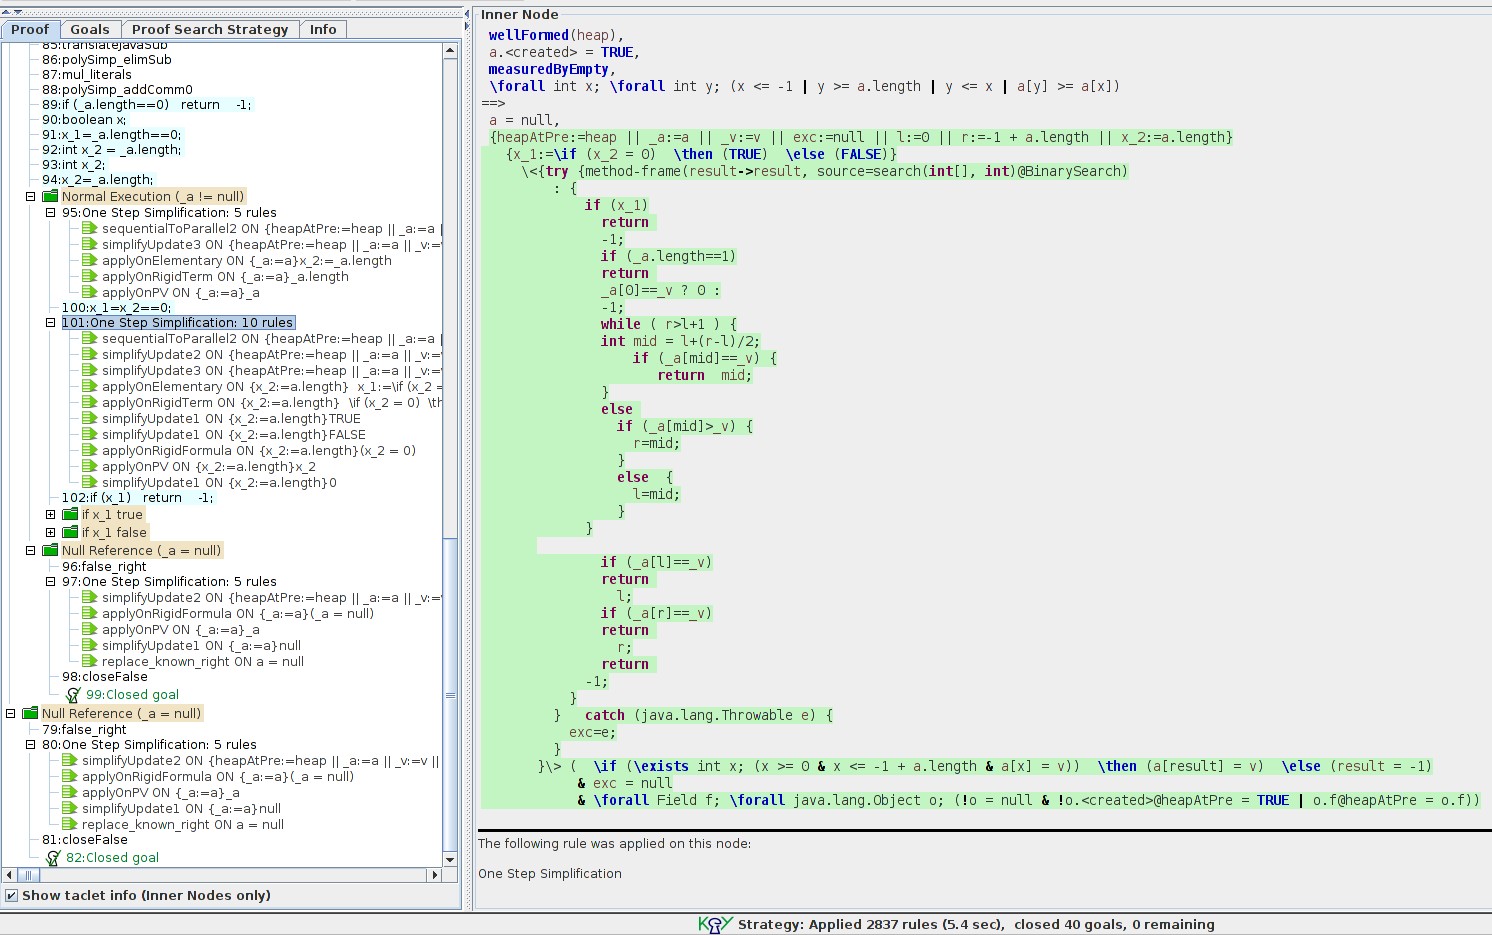 Proof Goals Proof Search Strategy Info
85:translateJavaSub
86:polySimp_elimSub
87:mul_literals
88:polySimp_addComm0
89:if (_a.length==0)   return    -1;
90:boolean x;
91:x_1=_a.length==0;
92:int x_2 = _a.length;
93:int x_2;
94:x_2=_a.length;
Normal Execution (_a != null)
95:One Step Simplification: 5 rules
sequentialToParallel2 ON {heapAtPre:=heap || _a:=a |
simplifyUpdate3 ON {heapAtPre:=heap || _a:=a || _v:=v
applyOnElementary ON {_a:=a}x_2:=_a.length
applyOnRigidTerm ON {_a:=a}_a.length
applyOnPV ON {_a:=a}_a
100:x_1=x_2==0;
101:One Step Simplification: 10 rules
sequentialToParallel2 ON {heapAtPre:=heap || _a:=a |
simplifyUpdate2 ON {heapAtPre:=heap || _a:=a || _v:=v
simplifyUpdate3 ON {heapAtPre:=heap || _a:=a || _v:=v
applyOnElementary ON {x_2:=a.length}  x_1:=\if (x_2 =
applyOnRigidTerm ON {x_2:=a.length}  \if (x_2 = 0)  \th
simplifyUpdate1 ON {x_2:=a.length}TRUE
simplifyUpdate1 ON {x_2:=a.length}FALSE
applyOnRigidFormula ON {x_2:=a.length}(x_2 = 0)
applyOnPV ON {x_2:=a.length}x_2
simplifyUpdate1 ON {x_2:=a.length}0
102:if (x_1)   return    -1;
if x_1 true
if x_1 false
Null Reference (_a = null)
96:false_right
97:One Step Simplification: 5 rules
simplifyUpdate2 ON {heapAtPre:=heap || _a:=a || _v:=v
applyOnRigidFormula ON {_a:=a}(_a = null)
applyOnPV ON {_a:=a}_a
simplifyUpdate1 ON {_a:=a}null
replace_known_right ON a = null
98:closeFalse
99:Closed goal
Null Reference (_a = null)
79:false_right
80:One Step Simplification: 5 rules
simplifyUpdate2 ON {heapAtPre:=heap || _a:=a || _v:=v ||
applyOnRigidFormula ON {_a:=a}(_a = null)
applyOnPV ON {_a:=a}_a
simplifyUpdate1 ON {_a:=a}null
replace_known_right ON a = null
81:closeFalse
82:Closed goal
Show taclet info (Inner Nodes only)
Inner Node
wellFormed(heap),
a.<created> = TRUE,
measuredByEmpty,
\forall int x; \forall int y; (x <= -1 | y >= a.length | y <= x | a[y] >= a[x])
==>
a = null,
{heapAtPre:=heap || _a:=a || _v:=v || exc:=null || l:=0 || r:=-1 + a.length || x_2:=a.length}
{x_1:=\if (x_2 = 0)  \then (TRUE)  \else (FALSE)}
\<{try {method-frame(result->result, source=search(int[], int)@BinarySearch)
: {
if (x_1)
return
-1;
if (_a.length==1)
return
_a[0]==_v ? 0 :
-1;
while ( r>l+1 ) {
int mid = l+(r-l)/2;
if (_a[mid]==_v) {
return  mid;
}
else
if (_a[mid]>_v) {
r=mid;
}
else  {
l=mid;
}
}
if (_a[l]==_v)
return
l;
if (_a[r]==_v)
return
r;
return
-1;
}
}   catch (java.lang.Throwable e) {
exc=e;
}
}\> (  \if (\exists int x; (x >= 0 & x <= -1 + a.length & a[x] = v))  \then (a[result] = v)  \else (result = -1)
& exc = null
& \forall Field f; \forall java.lang.Object o; (!o = null & !o.<created>@heapAtPre = TRUE | o.f@heapAtPre = o.f))
The following rule was applied on this node:
One Step Simplification
KeY Strategy: Applied 2837 rules (5.4 sec),  closed 40 goals, 0 remaining